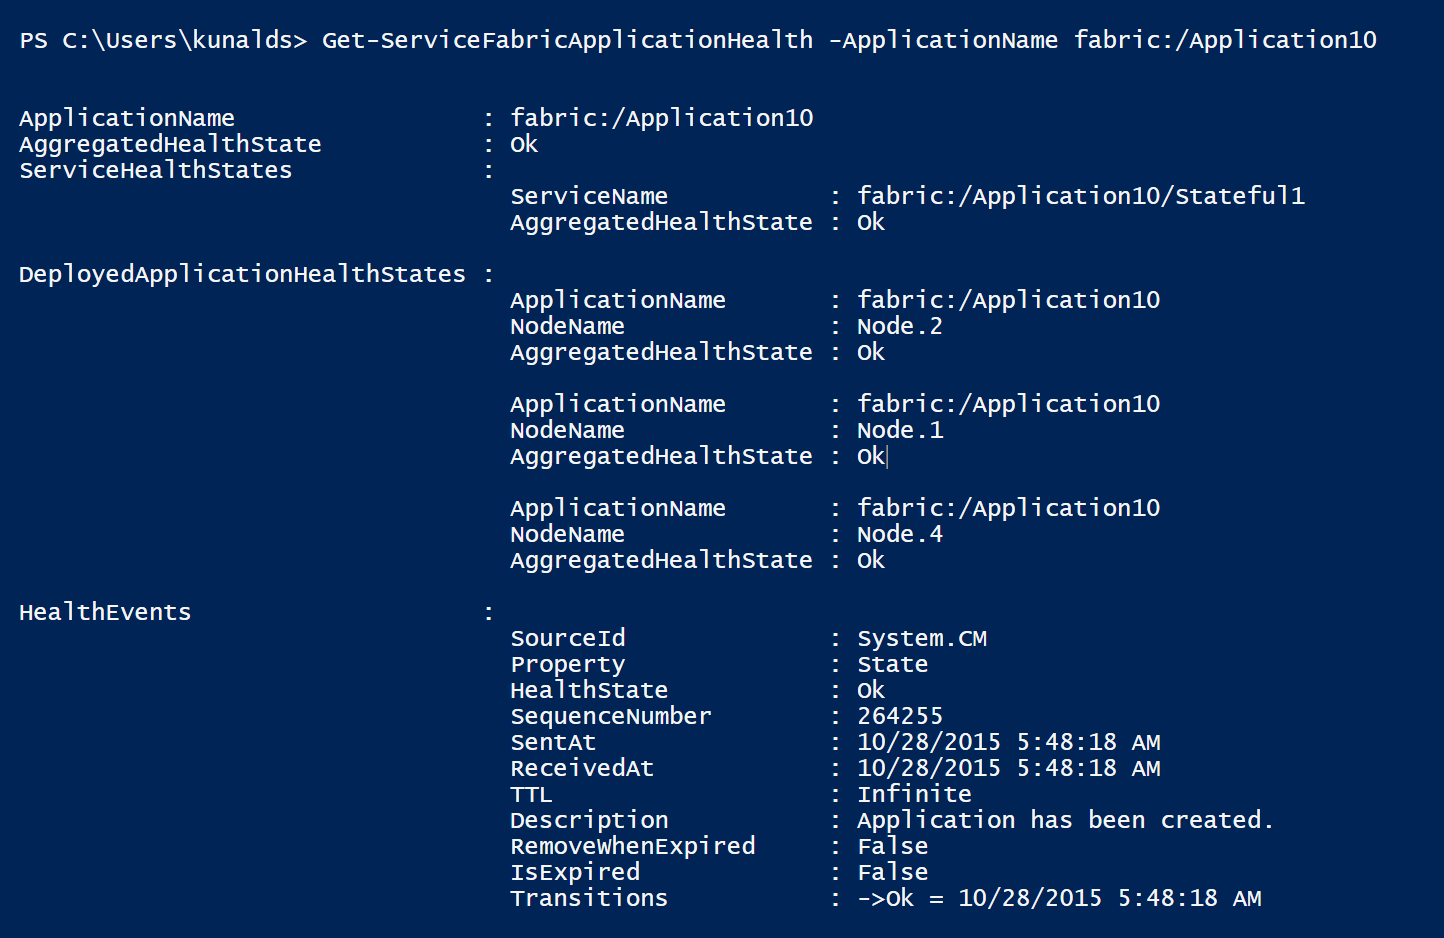 PS C:\Users\kunalds> Get-ServiceFabricApplicationHealth -ApplicationName fabric:/Application10
ApplicationName : fabric:/Application10
AggregatedHealthState : Ok
ServiceHealthStates :
ServiceName : fabric:/Application10/Stateful1
AggregatedHealthState : Ok
DeployedApplicationHealthStates :
ApplicationName : fabric:/Application10
NodeName : Node.2
AggregatedHealthState : Ok
ApplicationName : fabric:/Application10
NodeName : Node.1
AggregatedHealthState : Ok
ApplicationName : fabric:/Application10
NodeName : Node.4
AggregatedHealthState : Ok
HealthEvents :
SourceId : System.CM
Property : State
HealthState : Ok
SequenceNumber : 264255
SentAt : 10/28/2015 5:48:18 AM
ReceivedAt : 10/28/2015 5:48:18 AM
TTL : Infinite
Description : Application has been created.
RemoveWhenExpired : False
IsExpired : False
Transitions : ->Ok = 10/28/2015 5:48:18 AM